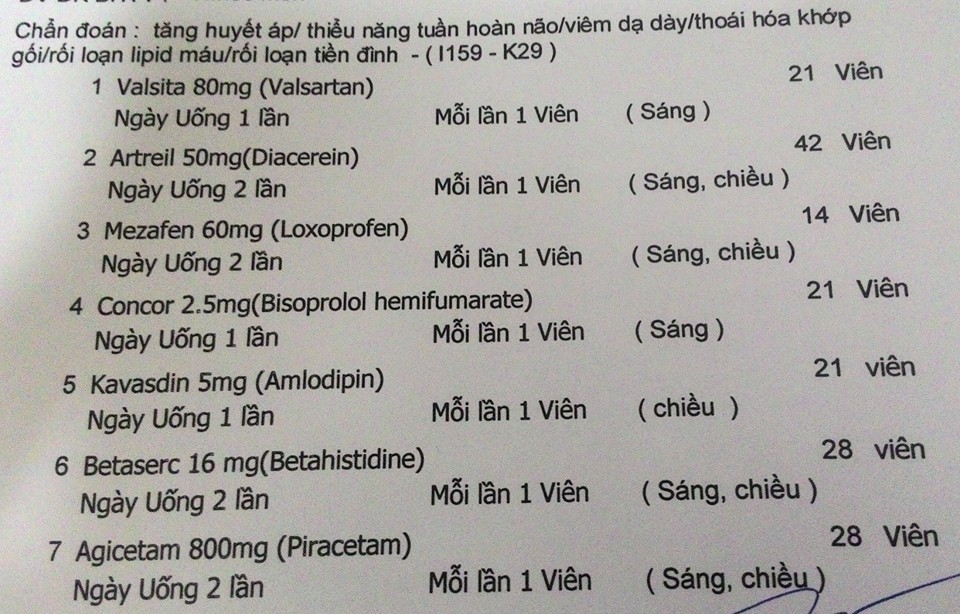 Chẩn đoán : tăng huyết áp/ thiểu năng tuần hoàn não/viêm dạ dày/thoái hóa khớp
gối/rối loạn lipid máu/rối loạn tiền đình - ( I159 - K29 )
1 Valsita 80mg (Valsartan) 21 Viên
Ngày Uống 1 lần Mỗi lần 1 Viên ( Sáng )
2 Artreil 50mg(Diacerein) 42 Viên
Ngày Uống 2 lần Mỗi lần 1 Viên ( Sáng, chiều )
3 Mezafen 60mg (Loxoprofen) 14 Viên
Ngày Uống 2 lần Mỗi lần 1 Viên ( Sáng, chiều )
4 Concor 2.5mg(Bisoprolol hemifumarate) 21 Viên
Ngày Uống 1 lần Mỗi lần 1 Viên ( Sáng )
5 Kavasdin 5mg (Amlodipin) 21 viên
Ngày Uống 1 lần Mỗi lần 1 Viên ( chiều )
6 Betaserc 16 mg(Betahistidine) 28 viên
Ngày Uống 2 lần Mỗi lần 1 Viên ( Sáng, chiều )
7 Agicetam 800mg (Piracetam) 28 Viên
Ngày Uống 2 lần Mỗi lần 1 Viên ( Sáng, chiều )